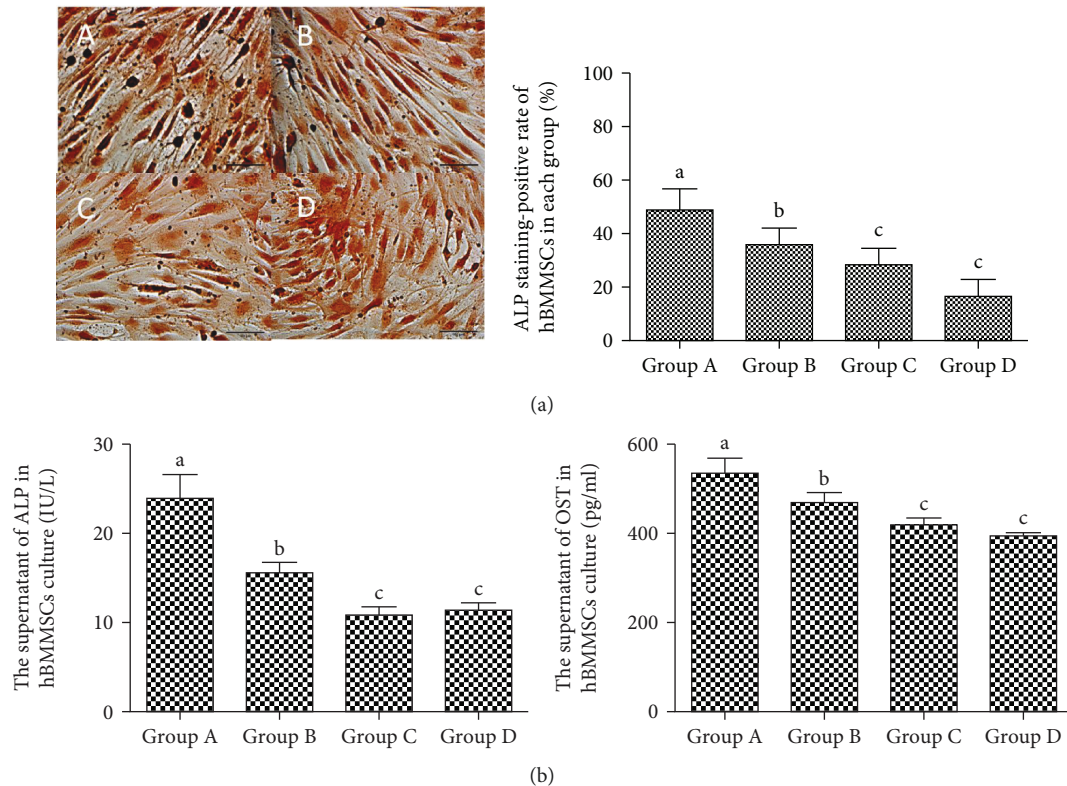 A
B
C
D
ALP staining-positive rate of
hBMMSCs in each group (%)
100
80
60
40
20
0
a
b
c
c
Group A
Group B
Group C
Group D
(a)
The supernatant of ALP in
hBMMSCs culture (IU/L)
30
20
10
0
a
b
c
c
Group A
Group B
Group C
Group D
The supernatant of OST in
hBMMSCs culture (pg/ml)
600
400
200
0
a
b
c
c
Group A
Group B
Group C
Group D
(b)